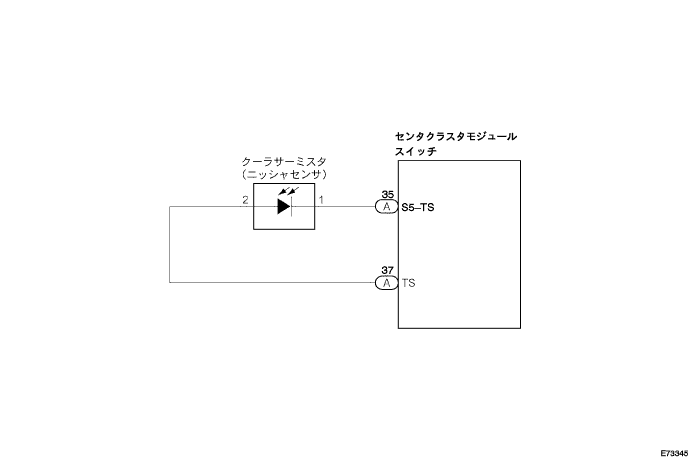 センタクラスタモジュール
スイッチ
クーラサーミスタ
(ニッシャセンサ)
2
1
35
A
S5–TS
37
A
TS
E73345